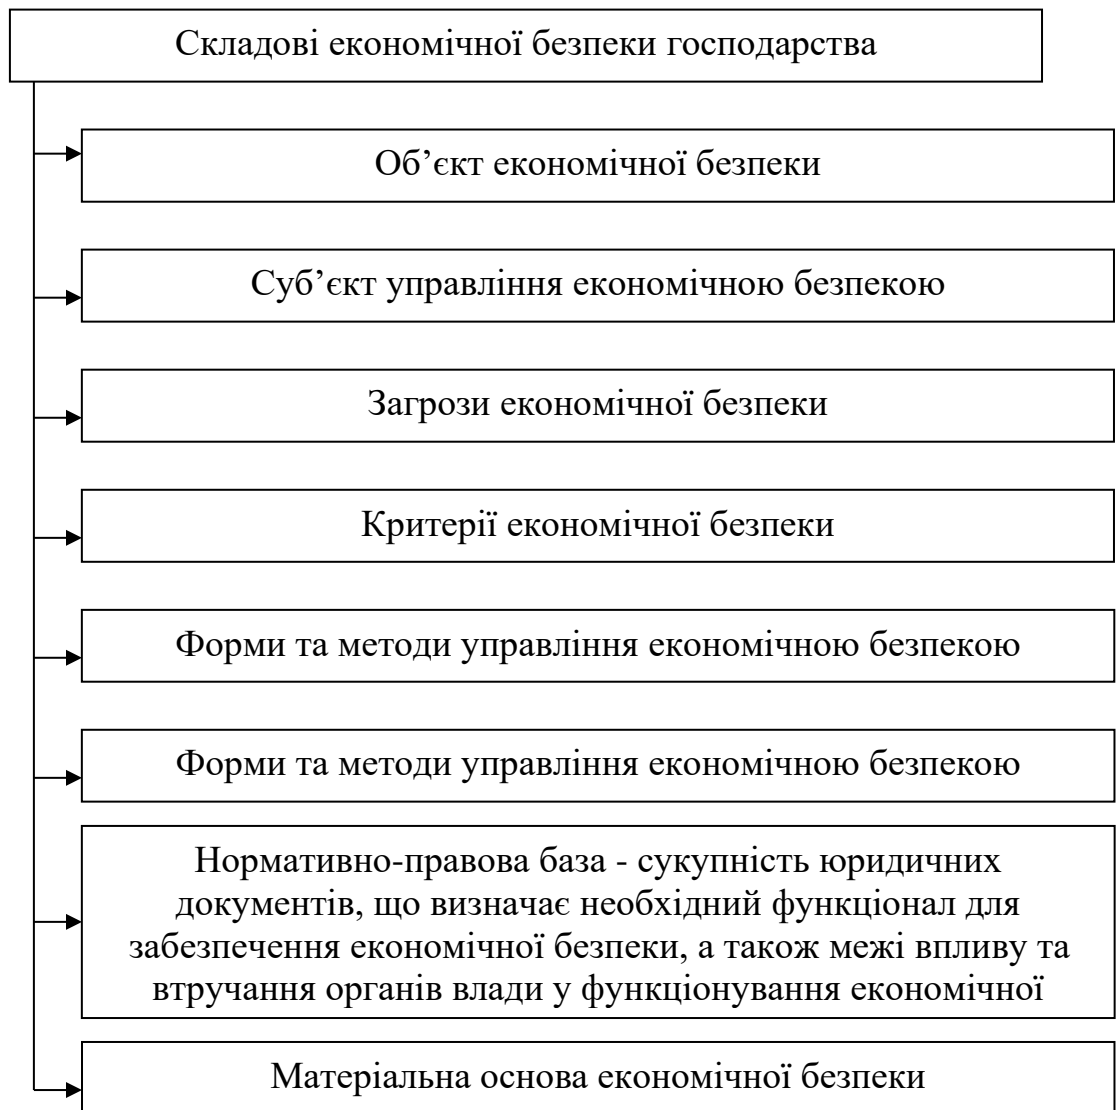 Складові економічної безпеки господарства
Об’єкт економічної безпеки
Суб’єкт управління економічною безпекою
Загрози економічної безпеки
Критерії економічної безпеки
Форми та методи управління економічною безпекою
Форми та методи управління економічною безпекою
Нормативно-правова база - сукупність юридичних
документів, що визначає необхідний функціонал для
забезпечення економічної безпеки, а також межі впливу та
втручання органів влади у функціонування економічної
Матеріальна основа економічної безпеки